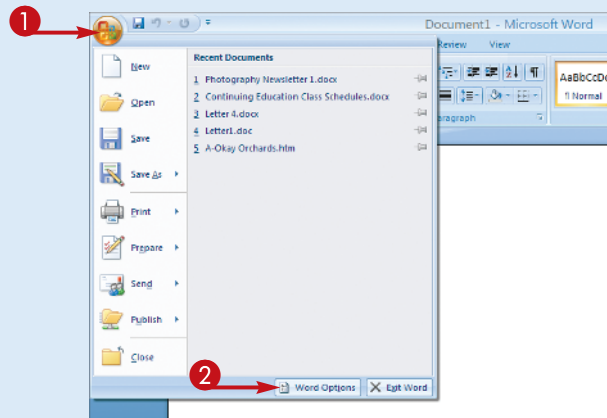 1
Document1 - Microsoft Word
Review View
New
Open
Save
Save As
Print
Prepare
Send
Publish
Close
Recent Documents
1 Photography Newsletter 1.docx
2 Continuing Education Class Schedules.docx
3 Letter 4.docx
4 Letter1.doc
5 A-Okay Orchards.htm
AaBbCcDc
¶ Normal
aragraph
2
Word Options
Exit Word